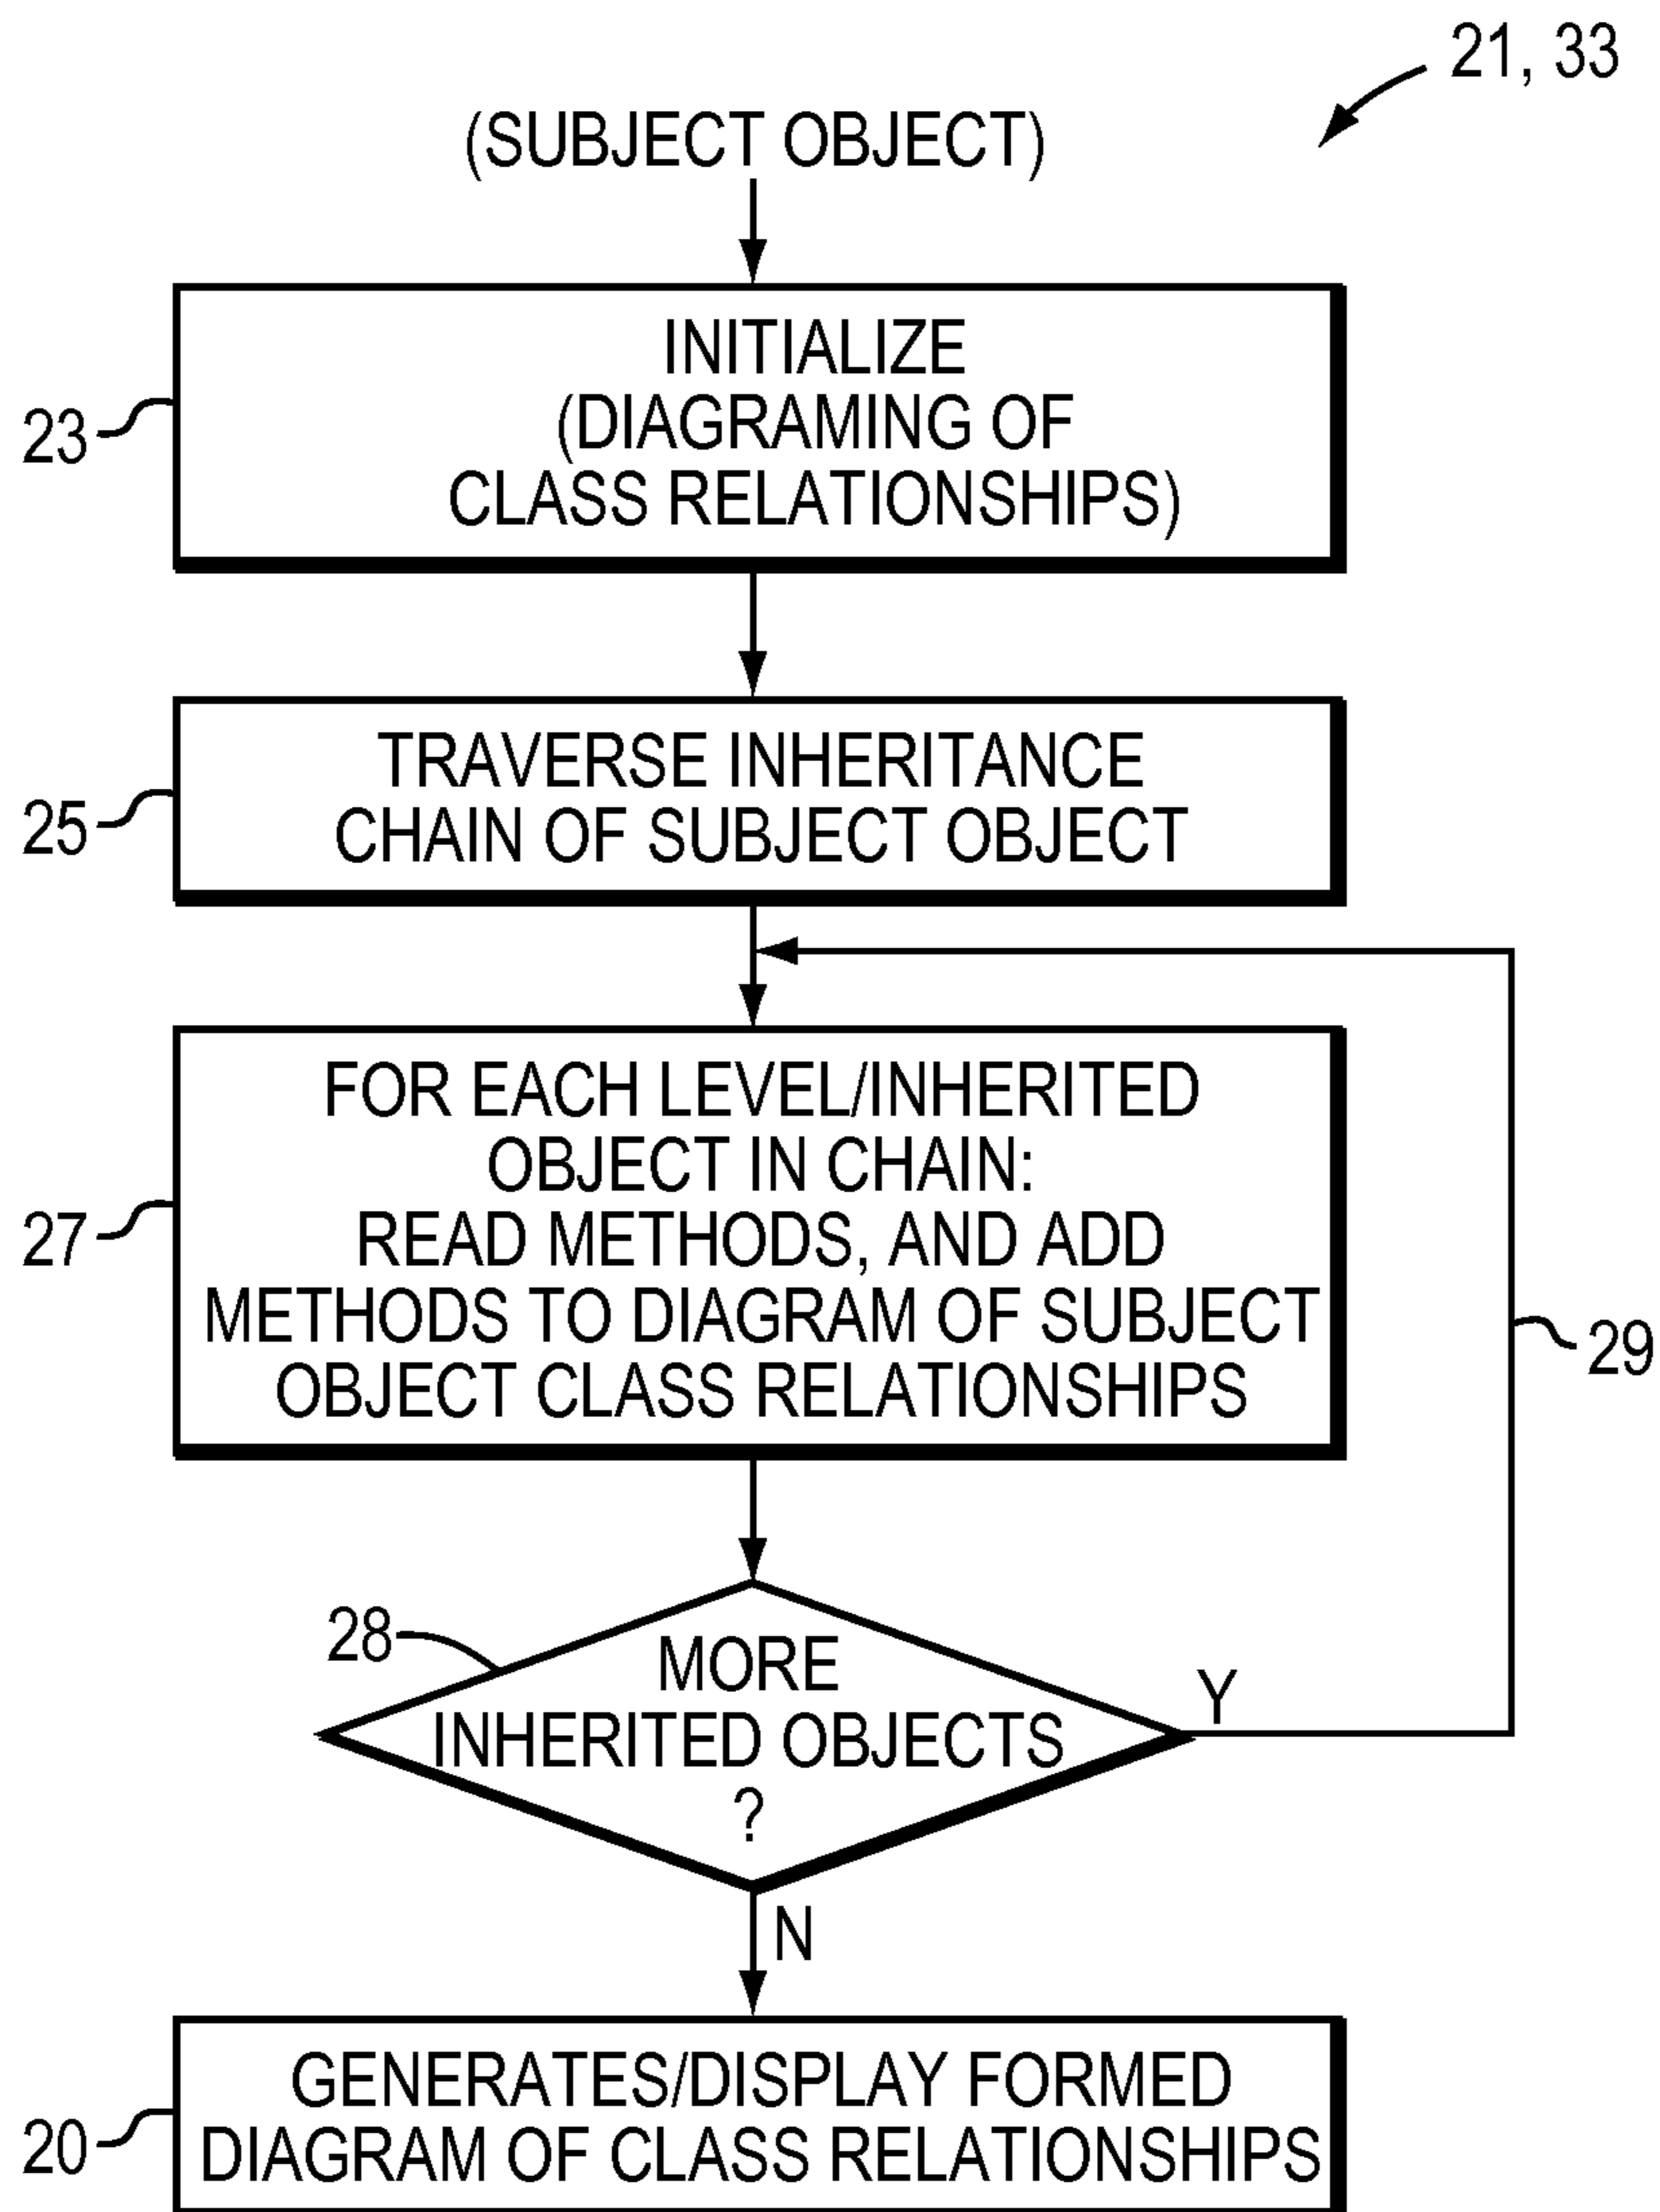 21, 33
(SUBJECT OBJECT)
INITIALIZE
(DIAGRAMING OF
CLASS RELATIONSHIPS)
23
TRAVERSE INHERITANCE
CHAIN OF SUBJECT OBJECT
25
FOR EACH LEVEL/INHERITED
OBJECT IN CHAIN:
READ METHODS, AND ADD
METHODS TO DIAGRAM OF SUBJECT
OBJECT CLASS RELATIONSHIPS
27
29
28
MORE
INHERITED OBJECTS
?
Y
N
GENERATES/DISPLAY FORMED
DIAGRAM OF CLASS RELATIONSHIPS
20